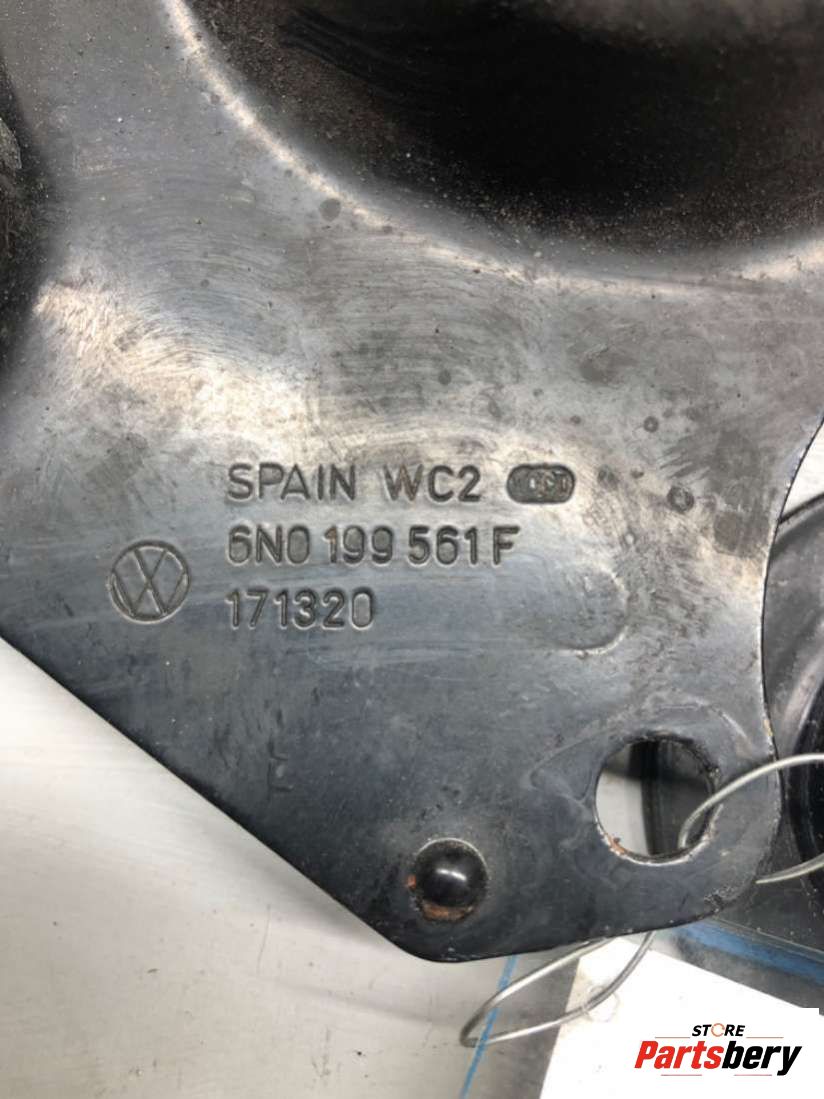 SPAIN WC2
6N0 199 561 F
171320
STORE
Partsbery